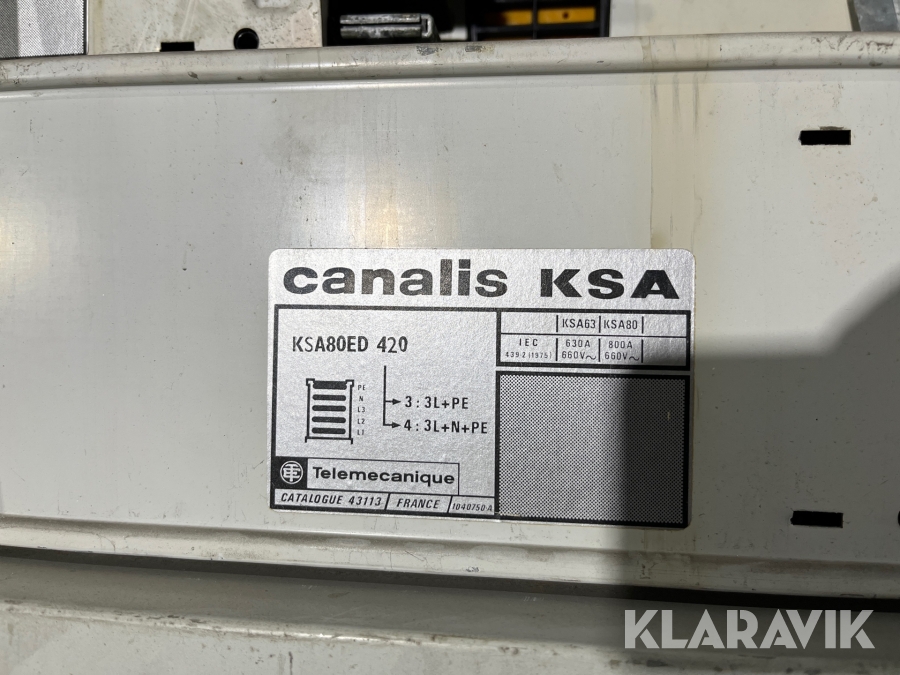 canalis KSA
KSA80ED 420
KSA63 KSA80
IEC 630A 800A
439.2 (1975) 660V~ 660V~
PE
N
L3
L2
L1
3 : 3L+PE
4 : 3L+N+PE
TE Telemecanique
CATALOGUE 43113 FRANCE 1040750-A
KLARAVIK